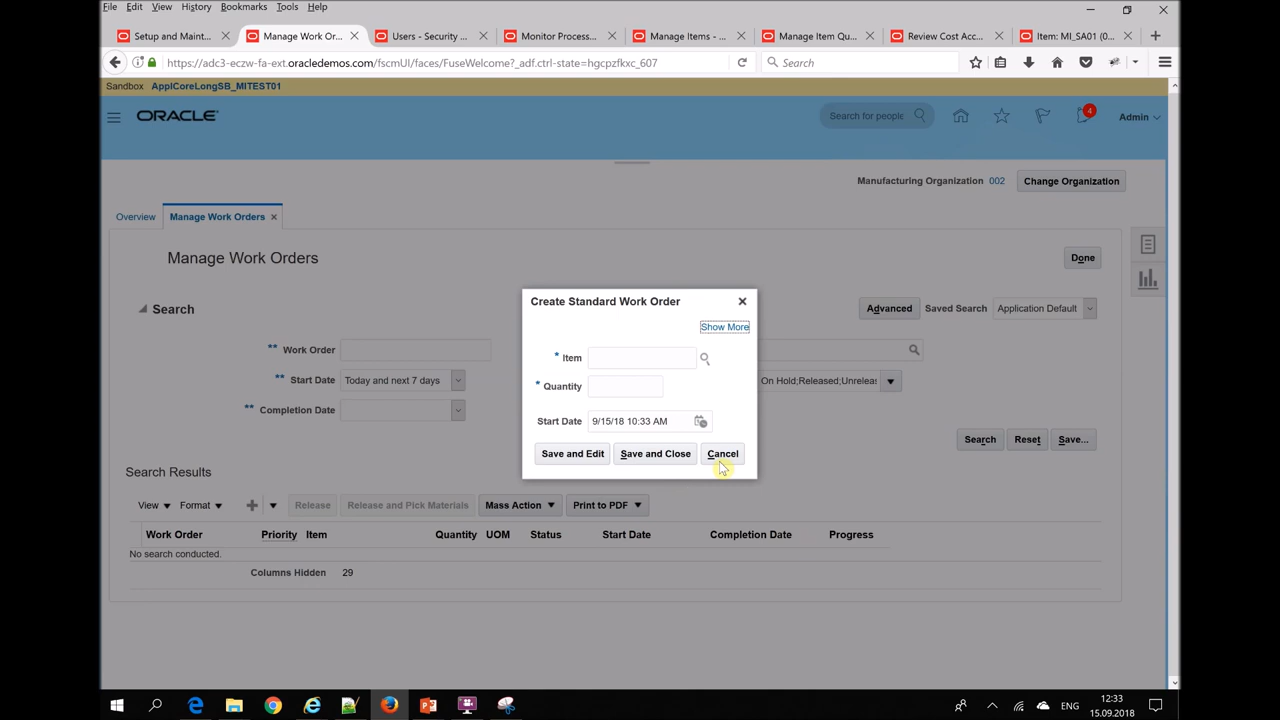 File Edit View History Bookmarks Tools Help
Setup and Maint... Manage Work Or... Users - Security ... Monitor Process... Manage Items - ... Manage Item Qu... Review Cost Acc... Item: MI_SA01 (...
https://adc3-eczw-fa-ext.oracledemos.com/fscmUI/faces/FuseWelcome?_adf.ctrl-state=hgcpzfkxc_607 Search
Sandbox ApplCoreLongSB_MITEST01
ORACLE Search for people 4 Admin
Manufacturing Organization 002 Change Organization
Overview Manage Work Orders
Manage Work Orders Done
Search Advanced Saved Search Application Default
** Work Order
** Start Date Today and next 7 days On Hold;Released;Unreleas
** Completion Date
Create Standard Work Order
Show More
* Item
* Quantity
Start Date 9/15/18 10:33 AM
Save and Edit Save and Close Cancel
Search Reset Save...
Search Results
View Format Release Release and Pick Materials Mass Action Print to PDF
Work Order Priority Item Quantity UOM Status Start Date Completion Date Progress
No search conducted.
Columns Hidden 29
ENG 12:33
15.09.2018